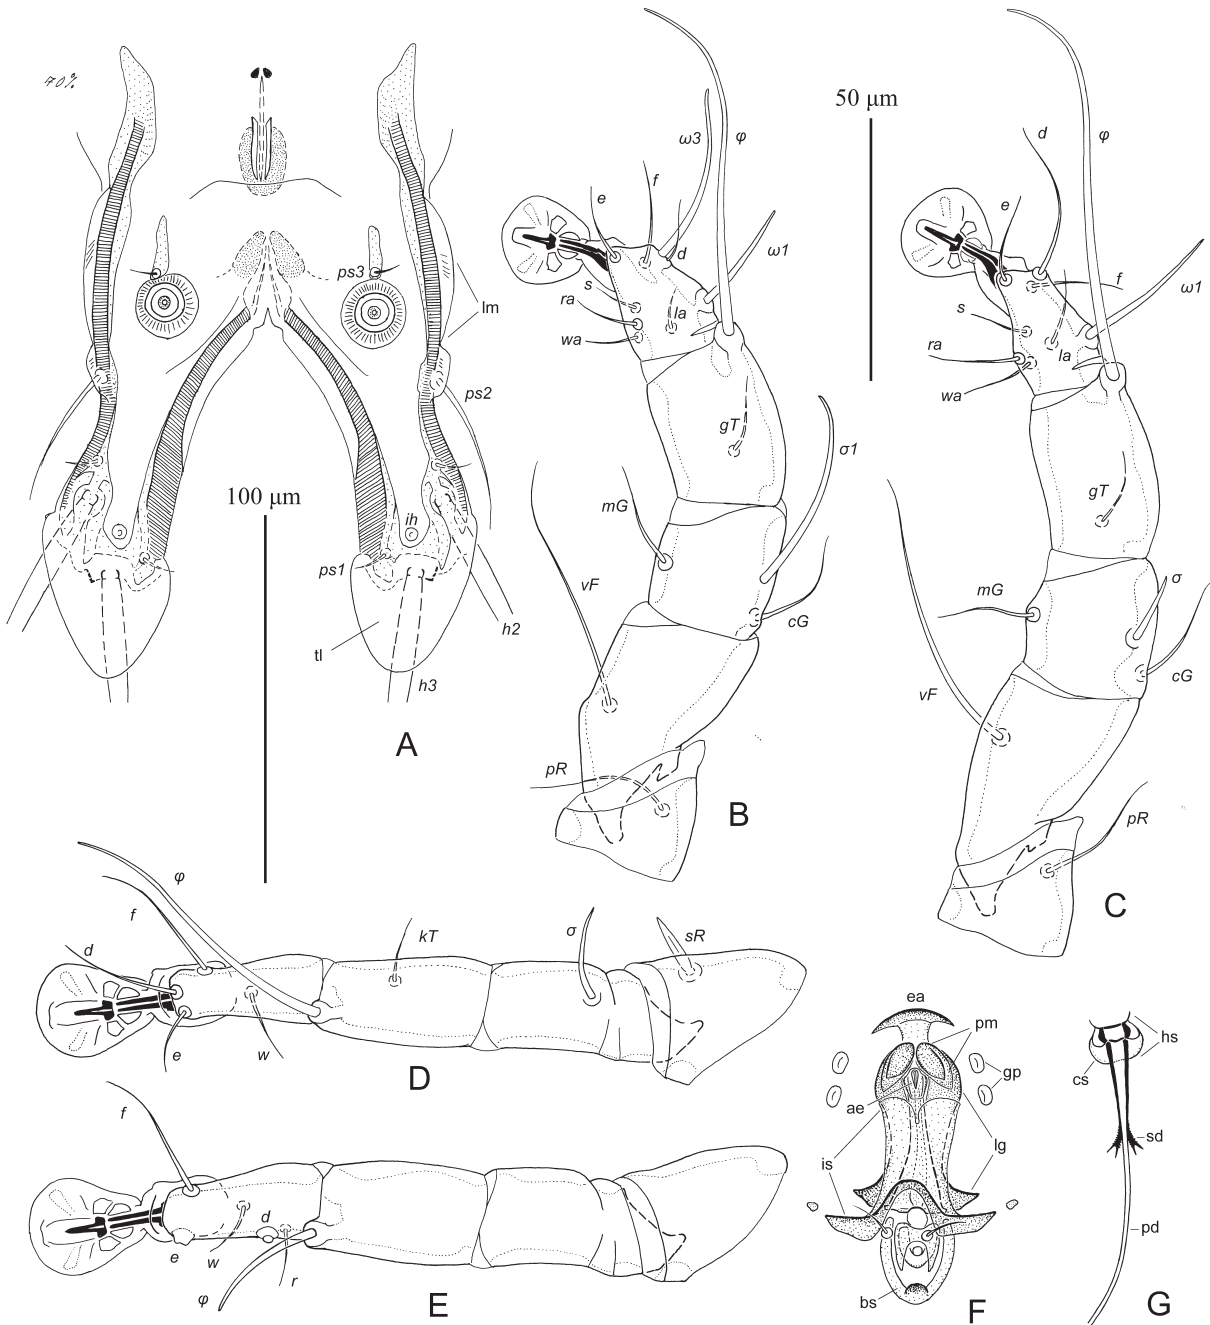 70%
ps3
lm
ps2
100 μm
ih
ps1
h2
tl
h3
A
50 μm
ω3
φ
f
e
d
ω1
s
ra
la
wa
gT
σ1
mG
vF
cG
pR
B
d
φ
e
f
ω1
s
ra
la
wa
gT
σ
mG
cG
vF
pR
C
φ
f
kT
σ
sR
d
e
w
D
f
d
e
w
r
φ
E
ea
pm
gp
ae
lg
is
bs
F
hs
cs
sd
pd
G